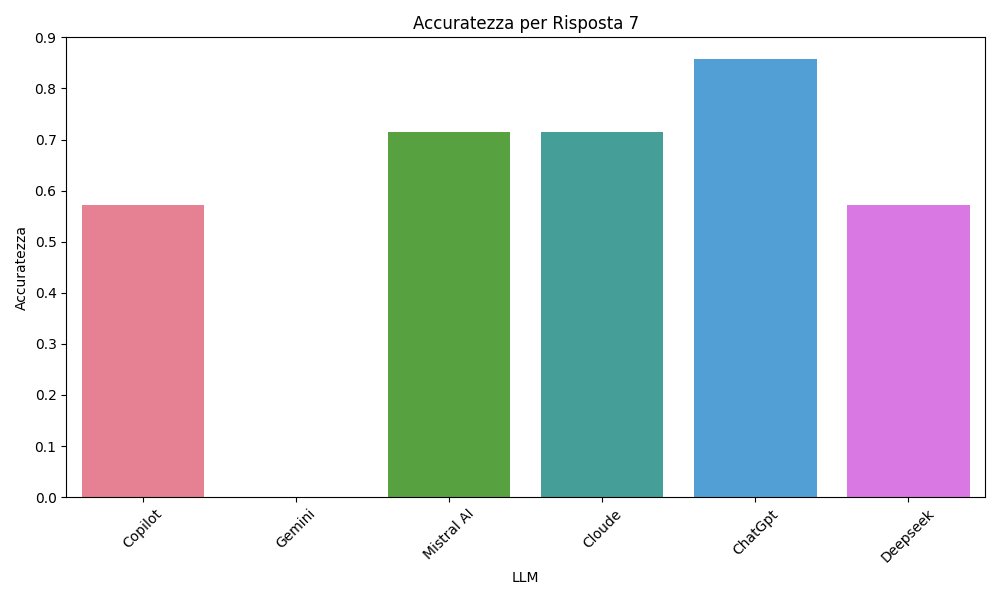 Accuratezza per Risposta 7
Accuratezza
0.9
0.8
0.7
0.6
0.5
0.4
0.3
0.2
0.1
0.0
Copilot
Gemini
Mistral AI
Cloude
ChatGpt
Deepseek
LLM